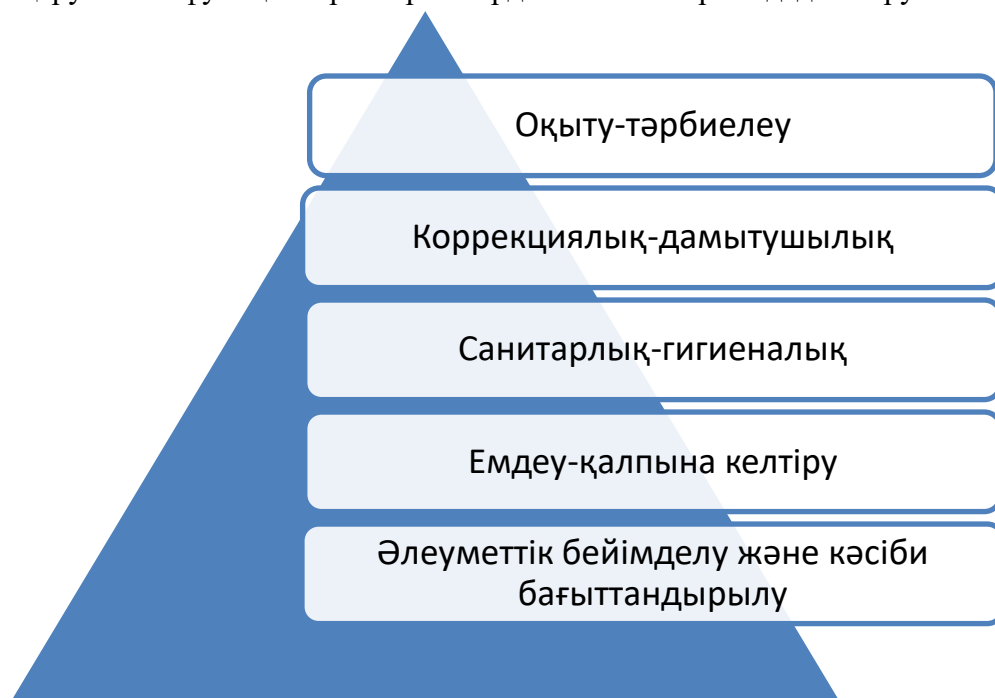 Оқыту-тәрбиелеу
Коррекциялық-дамытушылық
Санитарлық-гигиеналық
Емдеу-қалпына келтіру
Әлеуметтік бейімделу және кәсіби
бағыттандырылу